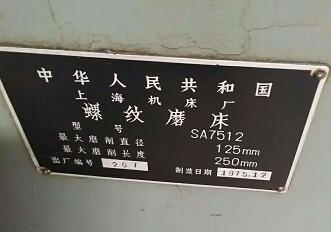 中华人民共和国
上海机床厂
螺纹磨床
型号 SA7512
最大磨削直径 125mm
最大磨削长度 250mm
出厂编号 207 制造日期 1975.12